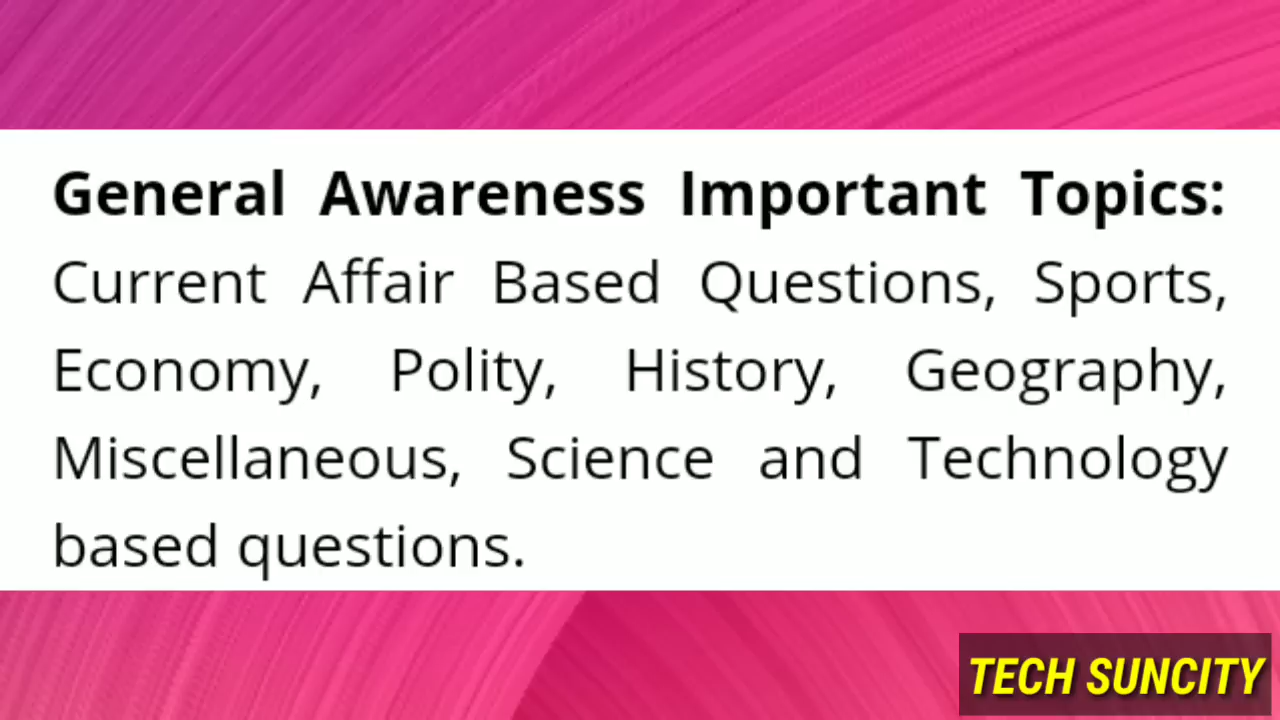 General Awareness Important Topics:
Current Affair Based Questions, Sports,
Economy, Polity, History, Geography,
Miscellaneous, Science and Technology
based questions.
TECH SUNCITY